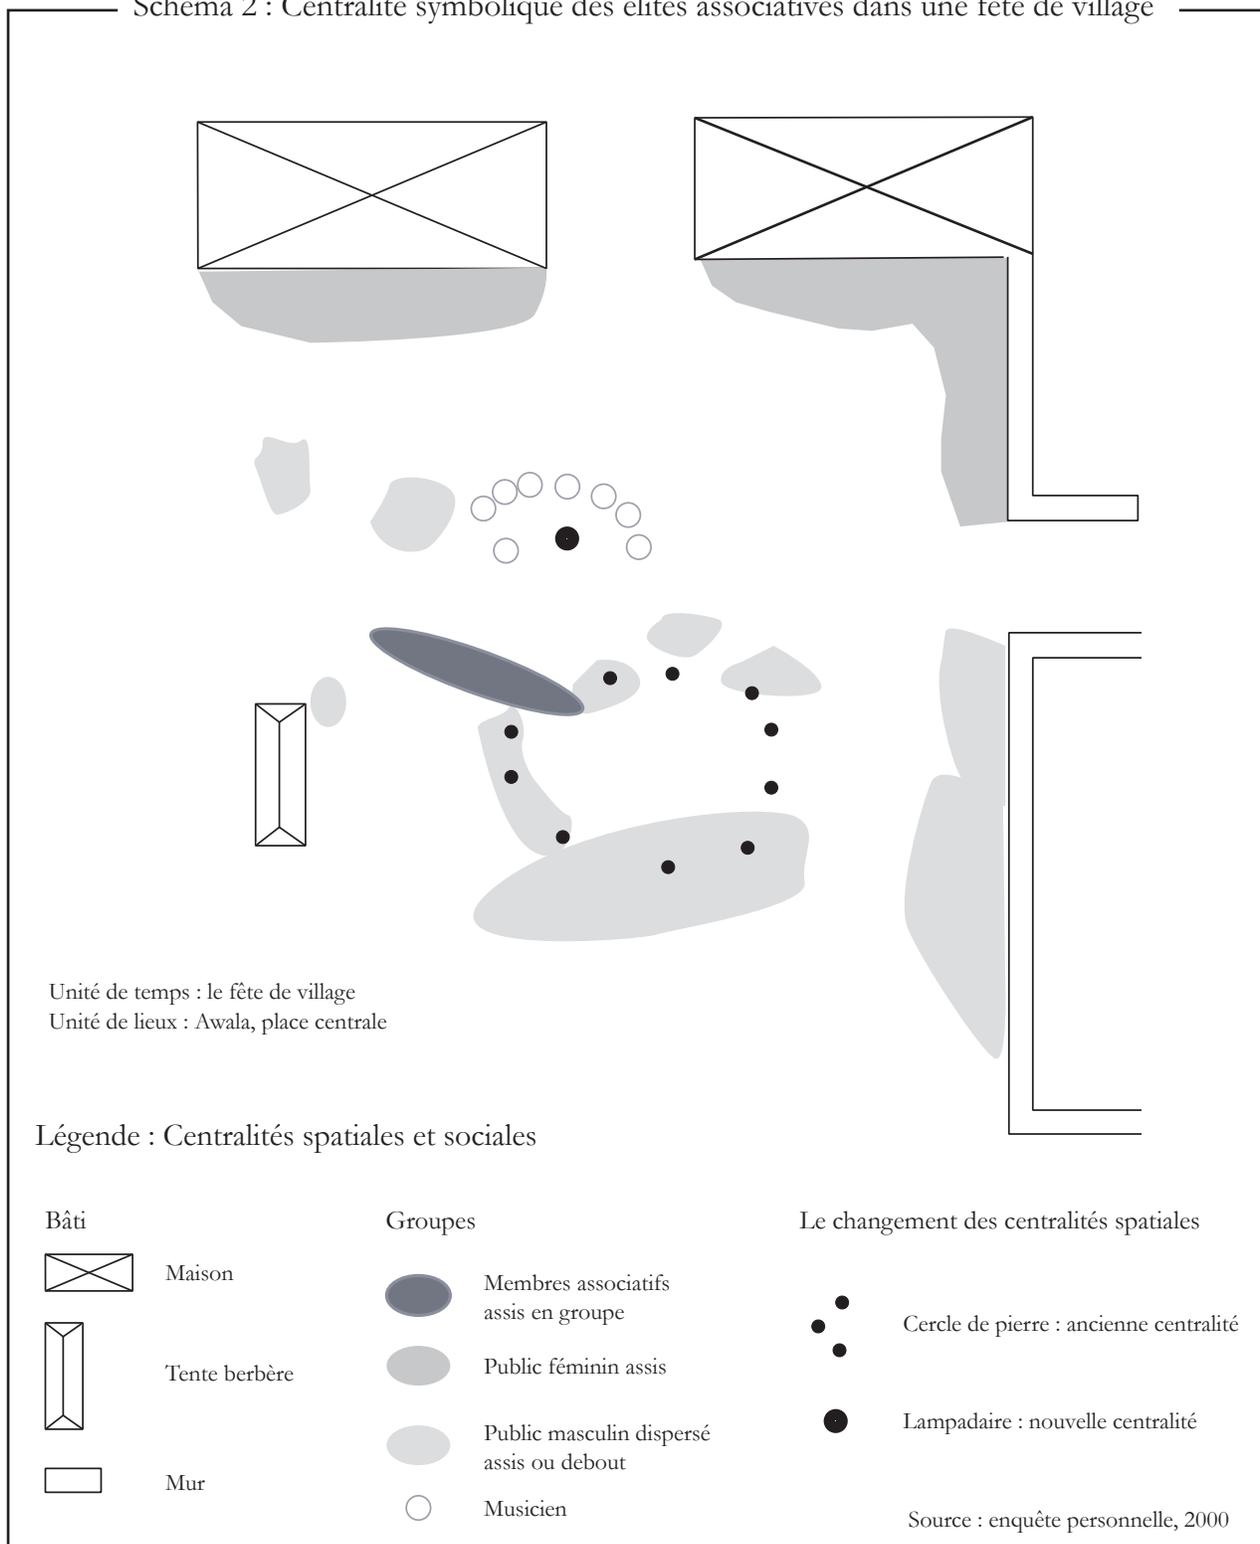 Schéma 2 : Centralité symbolique des élites associatives dans une fête de village
Unité de temps : le fête de village
Unité de lieux : Awala, place centrale
Légende : Centralités spatiales et sociales
Bâti
Maison
Tente berbère
Mur
Groupes
Membres associatifs
assis en groupe
Public féminin assis
Public masculin dispersé
assis ou debout
Musicien
Le changement des centralités spatiales
Cercle de pierre : ancienne centralité
Lampadaire : nouvelle centralité
Source : enquête personnelle, 2000